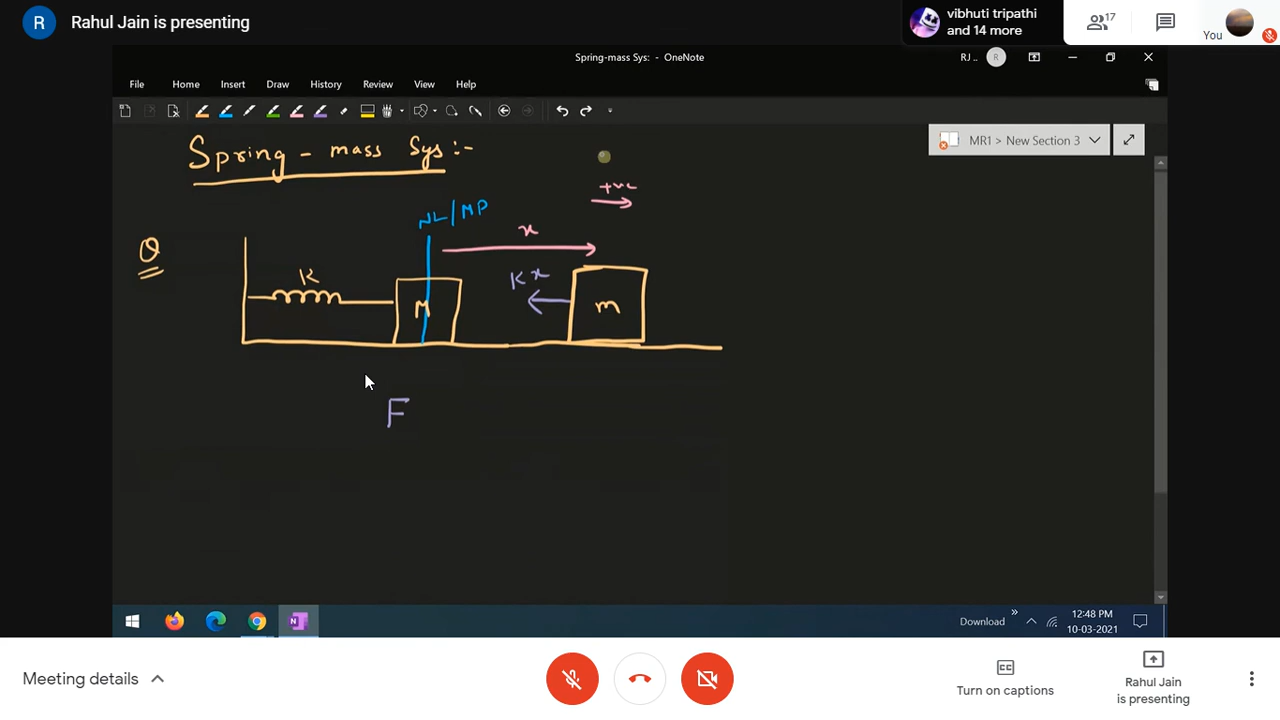 R Rahul Jain is presenting
vibhuti tripathi
and 14 more
17
You
Spring-mass Sys: - OneNote
RJ ..
R
File Home Insert Draw History Review View Help
MR1 > New Section 3
Spring - mass Sys :-
+ve
NL/MP
x
Q
K
Kx
M
m
F
Download
12:48 PM
10-03-2021
Meeting details
Turn on captions
Rahul Jain
is presenting